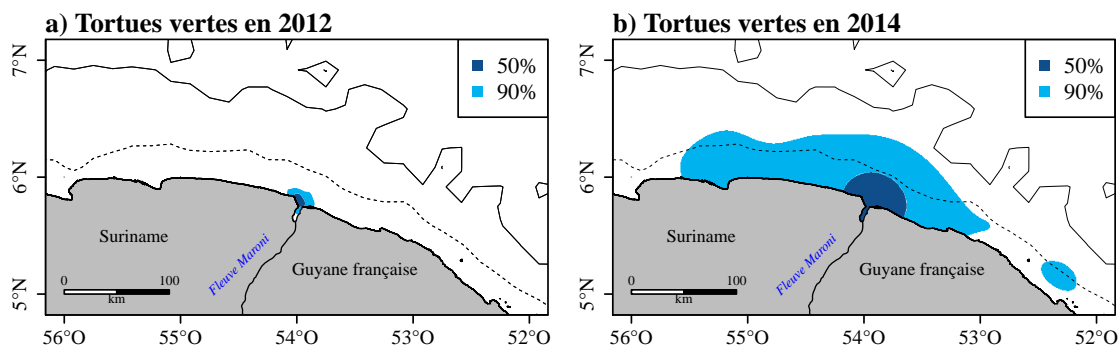 a) Tortues vertes en 2012
7°N
6°N
5°N
50%
90%
Suriname
Fleuve Maroni
Guyane française
0
100
km
56°O
55°O
54°O
53°O
52°O
b) Tortues vertes en 2014
7°N
6°N
5°N
50%
90%
Suriname
Fleuve Maroni
Guyane française
0
100
km
56°O
55°O
54°O
53°O
52°O